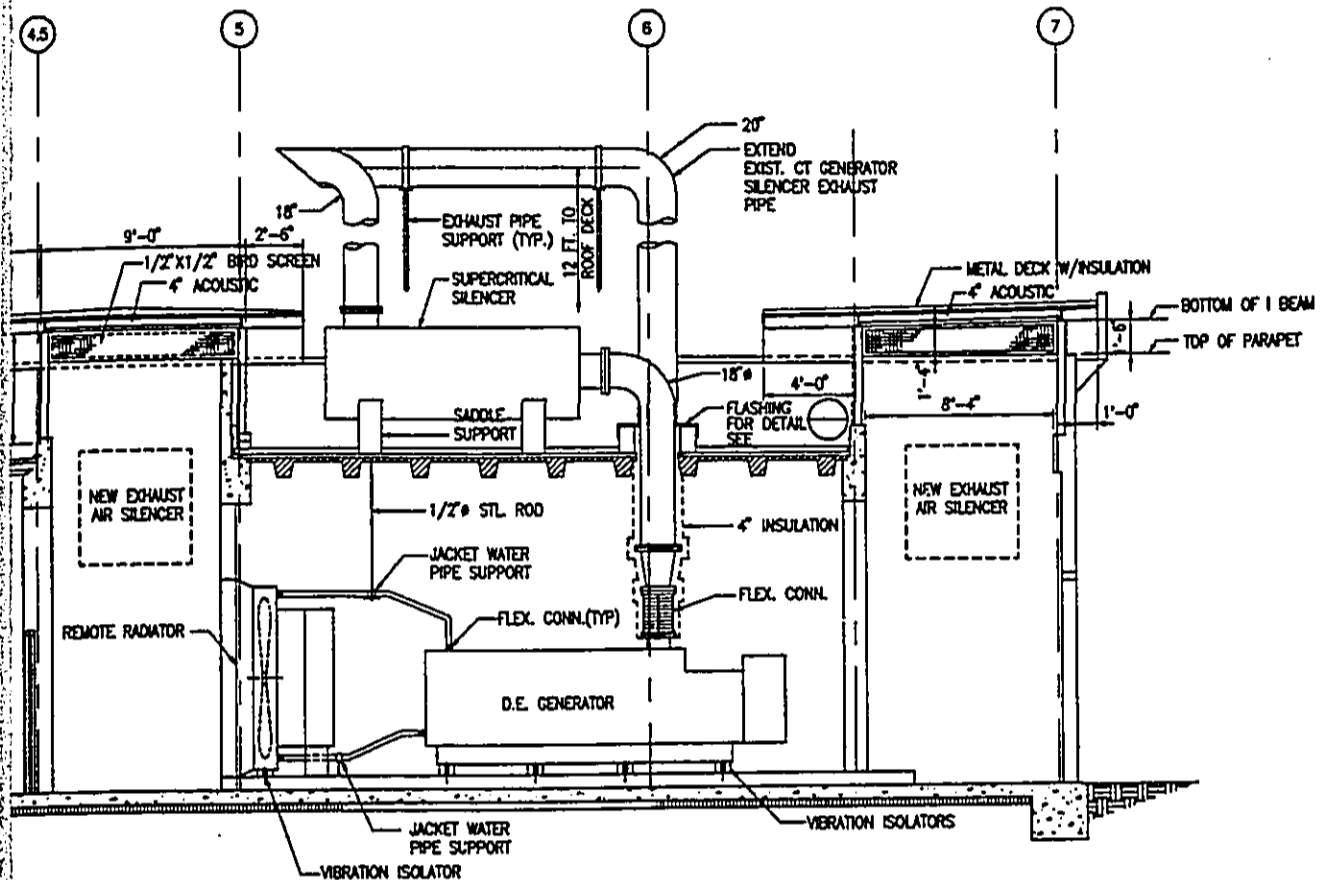 4.5
5
6
7
20"
EXTEND
EXIST. CT GENERATOR
SILENCER EXHAUST
PIPE
18"
EXHAUST PIPE
SUPPORT (TYP.)
12 FT. TO
ROOF DECK
9'-0"
2'-6"
1/2"X1/2" BIRD SCREEN
4" ACOUSTIC
SUPERCRITICAL
SILENCER
METAL DECK W/INSULATION
4" ACOUSTIC
BOTTOM OF I BEAM
TOP OF PARAPET
1'-4"
18"ø
4'-0"
8'-4"
1'-0"
SADDLE
SUPPORT
FLASHING
FOR DETAIL
SEE
NEW EXHAUST
AIR SILENCER
NEW EXHAUST
AIR SILENCER
1/2"ø STL. ROD
4" INSULATION
JACKET WATER
PIPE SUPPORT
FLEX. CONN.(TYP)
FLEX. CONN.
REMOTE RADIATOR
D.E. GENERATOR
VIBRATION ISOLATORS
JACKET WATER
PIPE SUPPORT
VIBRATION ISOLATOR